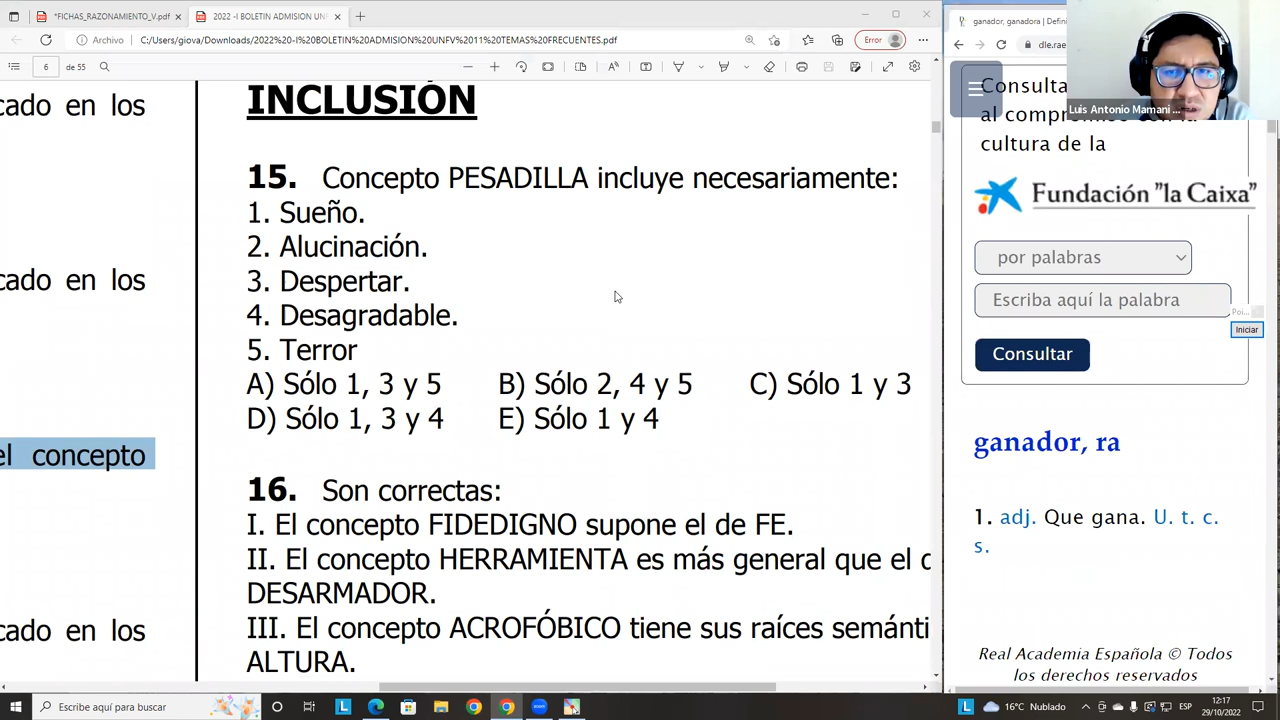 *FICHAS_RAZONAMIENTO_V.pdf
2022 -I BOLETIN ADMISION UNF
ganador, ganadora | Defini
Archivo
C:/Users/giova/Downloads/2022%20-I%20BOLETIN%20ADMISION%20UNFV%2011%20TEMAS%20FRECUENTES.pdf
Error
dle.rae
6
de 55
cado en los
cado en los
el concepto
cado en los
INCLUSIÓN
15. Concepto PESADILLA incluye necesariamente:
1. Sueño.
2. Alucinación.
3. Despertar.
4. Desagradable.
5. Terror
A) Sólo 1, 3 y 5 B) Sólo 2, 4 y 5 C) Sólo 1 y 3
D) Sólo 1, 3 y 4 E) Sólo 1 y 4
16. Son correctas:
I. El concepto FIDEDIGNO supone el de FE.
II. El concepto HERRAMIENTA es más general que el d
DESARMADOR.
III. El concepto ACROFÓBICO tiene sus raíces semánti
ALTURA.
Luis Antonio Mamani ...
Consulta
al compromiso con la
cultura de la
Fundación "la Caixa"
por palabras
Escriba aquí la palabra
Poi...
Iniciar
Consultar
ganador, ra
1. adj. Que gana. U. t. c.
s.
Real Academia Española © Todos
los derechos reservados
Escribe aquí para buscar
16°C Nublado
ESP
12:17
29/10/2022